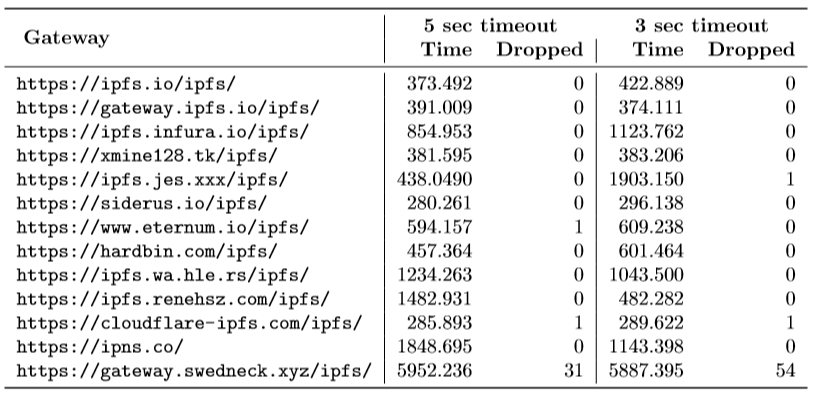 Gateway 5 sec timeout 3 sec timeout
Time Dropped Time Dropped
https://ipfs.io/ipfs/ 373.492 0 422.889 0
https://gateway.ipfs.io/ipfs/ 391.009 0 374.111 0
https://ipfs.infura.io/ipfs/ 854.953 0 1123.762 0
https://xmine128.tk/ipfs/ 381.595 0 383.206 0
https://ipfs.jes.xxx/ipfs/ 438.0490 0 1903.150 1
https://siderus.io/ipfs/ 280.261 0 296.138 0
https://www.eternum.io/ipfs/ 594.157 1 609.238 0
https://hardbin.com/ipfs/ 457.364 0 601.464 0
https://ipfs.wa.hle.rs/ipfs/ 1234.263 0 1043.500 0
https://ipfs.renehsz.com/ipfs/ 1482.931 0 482.282 0
https://cloudflare-ipfs.com/ipfs/ 285.893 1 289.622 1
https://ipns.co/ 1848.695 0 1143.398 0
https://gateway.swedneck.xyz/ipfs/ 5952.236 31 5887.395 54